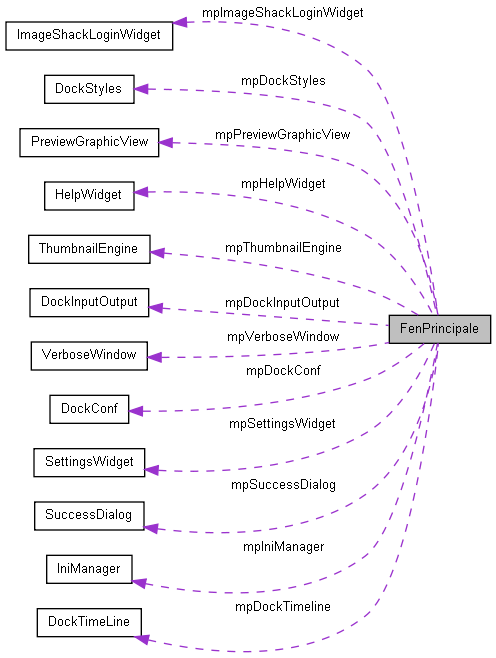 mpImageShackLoginWidget
ImageShackLoginWidget
mpDockStyles
DockStyles
mpPreviewGraphicView
PreviewGraphicView
mpHelpWidget
HelpWidget
mpThumbnailEngine
ThumbnailEngine
mpDockInputOutput
DockInputOutput
FenPrincipale
mpVerboseWindow
VerboseWindow
mpDockConf
DockConf
mpSettingsWidget
SettingsWidget
mpSuccessDialog
SuccessDialog
mpIniManager
IniManager
mpDockTimeline
DockTimeLine